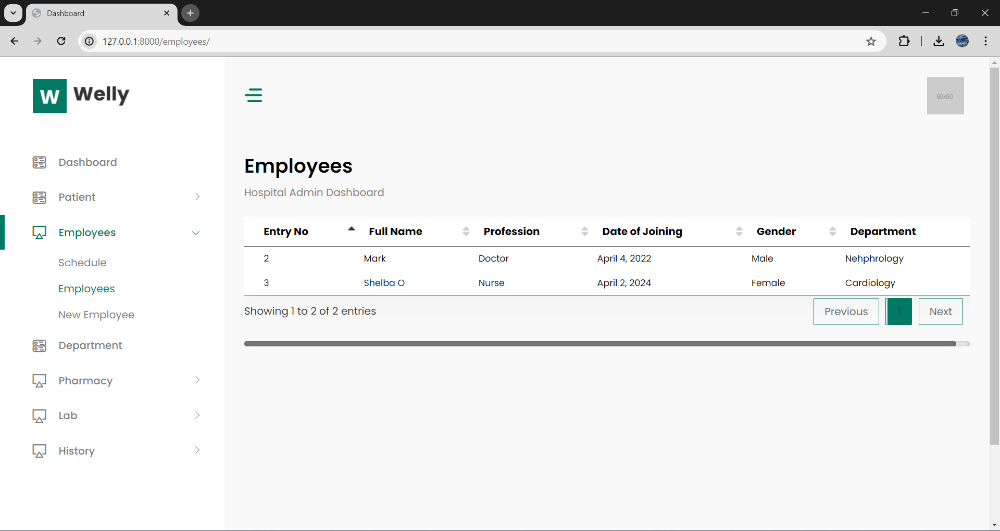 Dashboard
127.0.0.1:8000/employees/
W Welly
60x60
Dashboard
Patient
Employees
Schedule
Employees
New Employee
Department
Pharmacy
Lab
History
Employees
Hospital Admin Dashboard
Entry No Full Name Profession Date of Joining Gender Department
2 Mark Doctor April 4, 2022 Male Nehphrology
3 Shelba O Nurse April 2, 2024 Female Cardiology
Showing 1 to 2 of 2 entries
Previous 1 Next